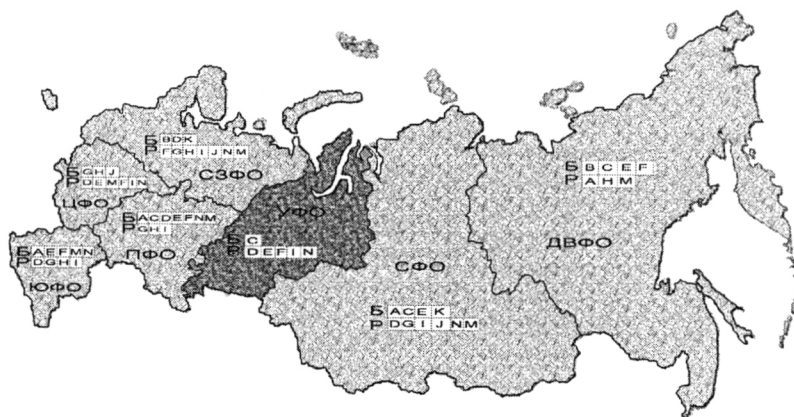 Б BDK
Р FGHIJNM
СЗФО
Б GHJ
Р DEMFIN
ЦФО
Б ACDEFNM
Р GHI
ПФО
Б AEFMN
Р DGHI
ЮФО
УФО
Б C
Р DEFIN
СФО
Б ACEK
Р DGIJNM
Б BCEF
Р AHM
ДВФО